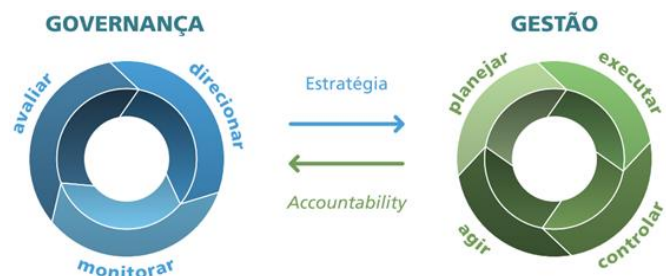 GOVERNANÇA
avaliar
direcionar
monitorar
Estratégia
Accountability
GESTÃO
planejar
executar
controlar
agir